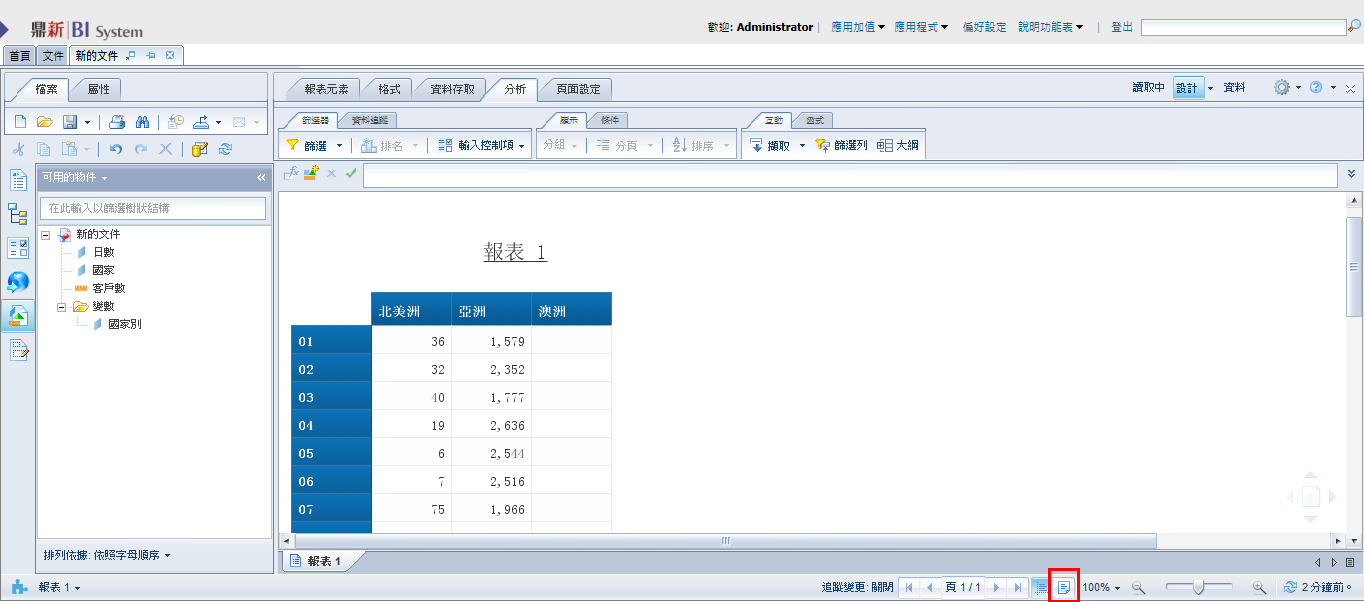 鼎新|BI System
歡迎: Administrator | 應用加值 應用程式 偏好設定 說明功能表 | 登出
首頁 文件 新的文件
檔案 屬性
報表元素 格式 資料存取 分析 頁面設定
讀取中 設計 資料
篩選器 資料追蹤
顯示 條件
互動 函式
篩選 排名 輸入控制項
分組 分頁 排序
擷取 篩選列 大綱
可用的物件
在此輸入以篩選樹狀結構
新的文件
日數
國家
客戶數
變數
國家別
報表 1
北美洲 亞洲 澳洲
01 36 1,579
02 32 2,352
03 40 1,777
04 19 2,636
05 6 2,544
06 7 2,516
07 75 1,966
1
排列依據: 依照字母順序
報表 1
報表 1
追蹤變更: 關閉 頁 1 / 1 100% 2 分鐘前。